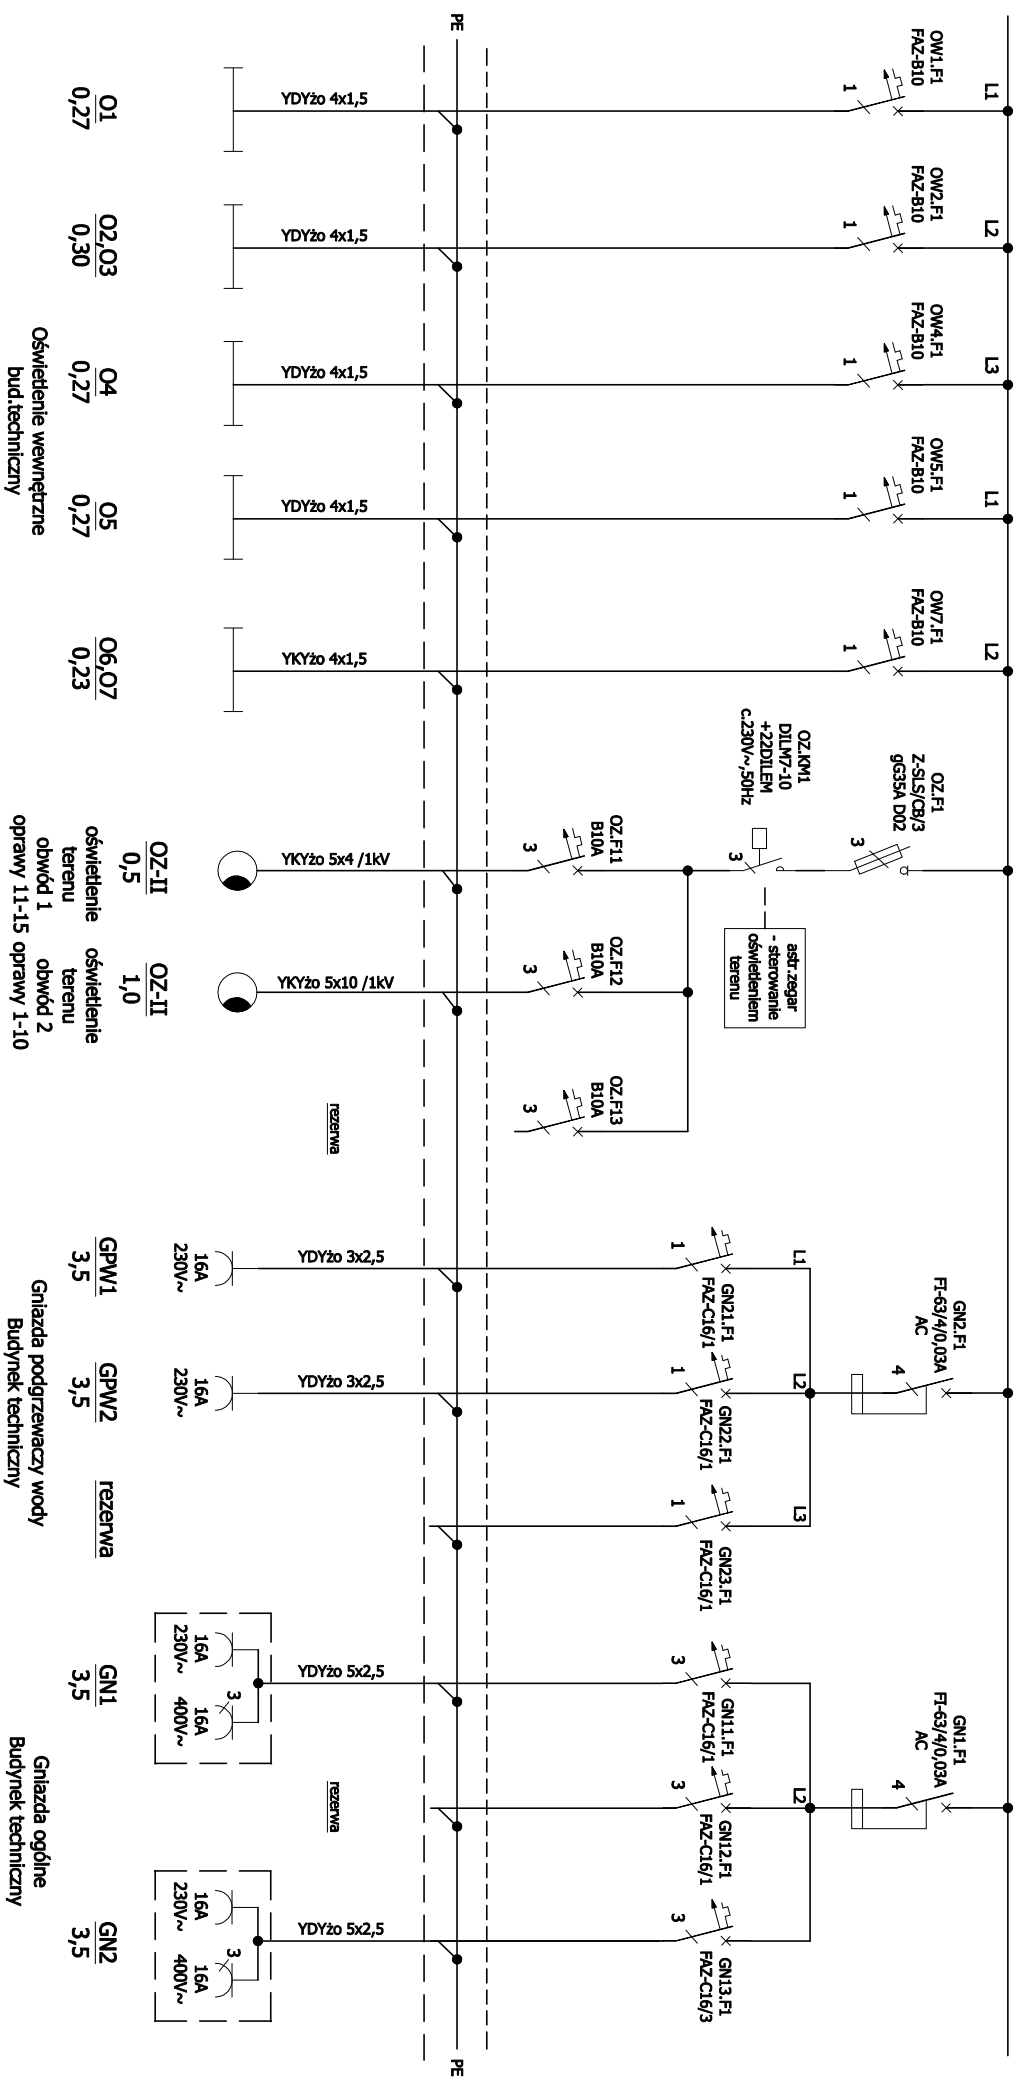 PE
L1
OW1.F1
FAZ-B10
1
YDYżo 4x1,5
O1
0,27
L2
OW2.F1
FAZ-B10
1
YDYżo 4x1,5
O2,O3
0,30
L3
OW4.F1
FAZ-B10
1
YDYżo 4x1,5
O4
0,27
L1
OW5.F1
FAZ-B10
1
YDYżo 4x1,5
O5
0,27
L2
OW7.F1
FAZ-B10
1
YKYżo 4x1,5
O6,O7
0,23
Oświetlenie wewnętrzne
bud.techniczny
OZ.F1
Z-SLS/CB/3
gG35A D02
3
OZ.KM1
DILM7-10
+22DILEM
c.230V~,50Hz
3
astr.zegar
- sterowanie
oświetleniem
terenu
OZ.F11
B10A
3
YKYżo 5x4 /1kV
OZ-II
0,5
oświetlenie
terenu
obwód 1
oprawy 11-15
OZ.F12
B10A
3
YKYżo 5x10 /1kV
OZ-II
1,0
oświetlenie
terenu
obwód 2
oprawy 1-10
OZ.F13
B10A
3
rezerwa
GN2.F1
FI-63/4/0,03A
AC
4
L1
GN21.F1
FAZ-C16/1
1
YDYżo 3x2,5
16A
230V~
GPW1
3,5
L2
GN22.F1
FAZ-C16/1
1
YDYżo 3x2,5
16A
230V~
GPW2
3,5
L3
GN23.F1
FAZ-C16/1
1
rezerwa
Gniazda podgrzewaczy wody
Budynek techniczny
GN1.F1
FI-63/4/0,03A
AC
4
L2
GN11.F1
FAZ-C16/1
3
YDYżo 5x2,5
16A
230V~
3
16A
400V~
GN1
3,5
GN12.F1
FAZ-C16/1
3
rezerwa
GN13.F1
FAZ-C16/3
3
YDYżo 5x2,5
16A
230V~
3
16A
400V~
GN2
3,5
Gniazda ogólne
Budynek techniczny
PE